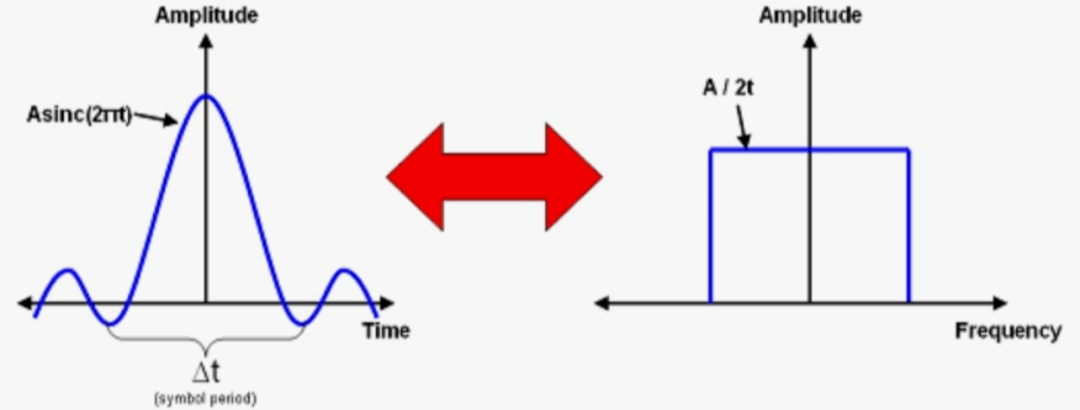 Amplitude
Asinc(2πt)
Time
Δt
(symbol period)
Amplitude
A / 2t
Frequency